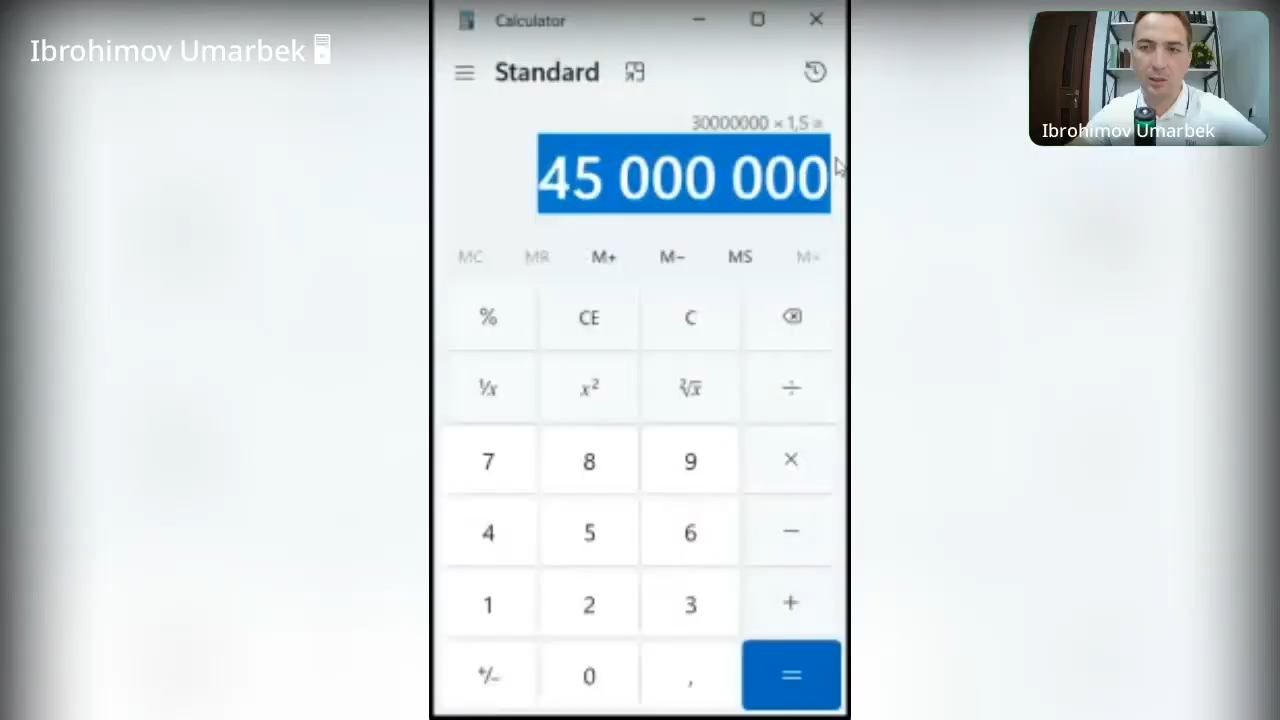 Ibrohimov Umarbek
Calculator
Standard
30000000 × 1,5 =
45 000 000
MC MR M+ M− MS M˅
% CE C
⅟x x² ²√x ÷
7 8 9 ×
4 5 6 −
1 2 3 +
+/− 0 , =
Ibrohimov Umarbek